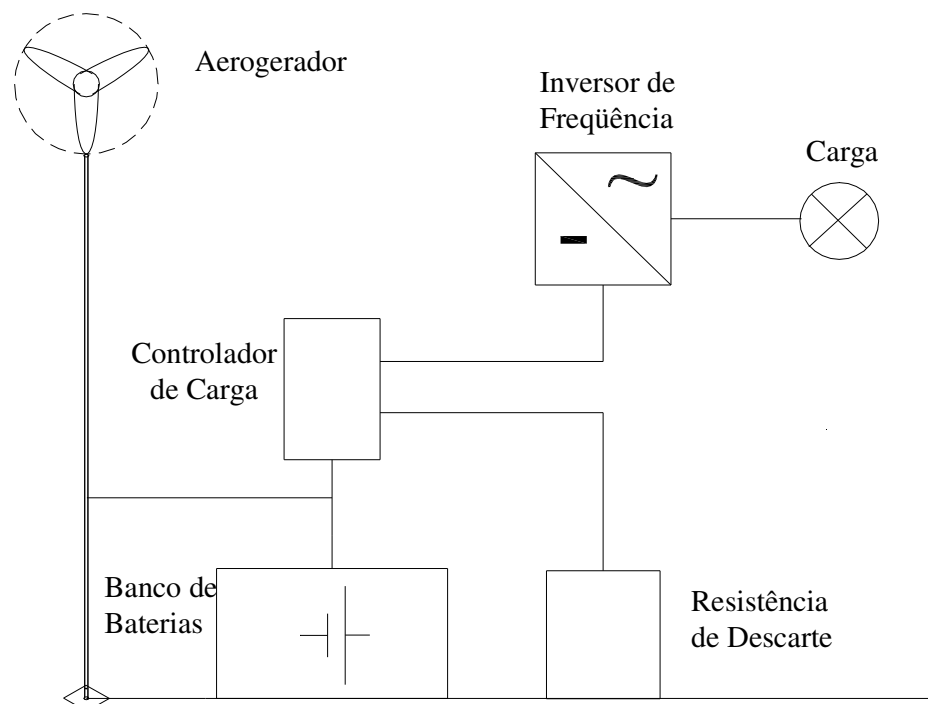 Aerogerador
Inversor de
Freqüência
Carga
Controlador
de Carga
Banco de
Baterias
Resistência
de Descarte